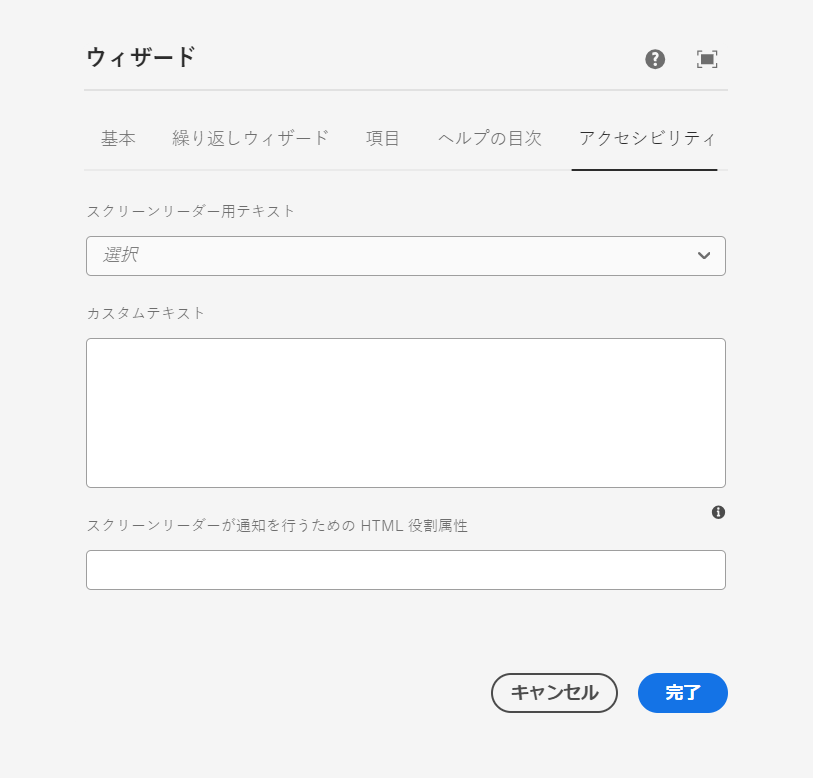 ウィザード
基本 繰り返しウィザード 項目 ヘルプの目次 アクセシビリティ
スクリーンリーダー用テキスト
選択
カスタムテキスト
スクリーンリーダーが通知を行うための HTML 役割属性
キャンセル 完了